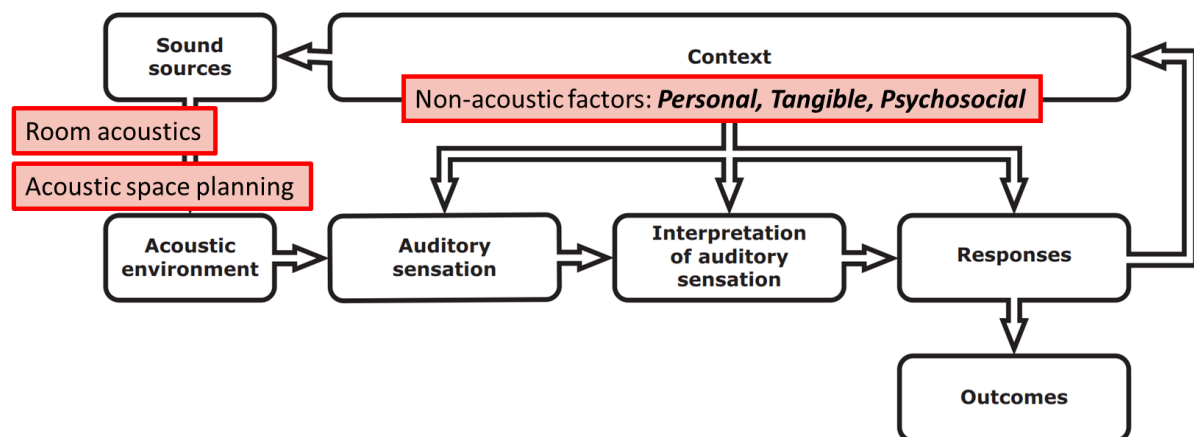 Sound
sources
Context
Non-acoustic factors: Personal, Tangible, Psychosocial
Room acoustics
Acoustic space planning
Acoustic
environment
Auditory
sensation
Interpretation
of auditory
sensation
Responses
Outcomes